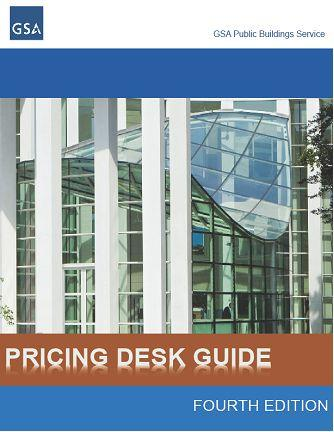 GSA
GSA Public Buildings Service
PRICING DESK GUIDE
FOURTH EDITION